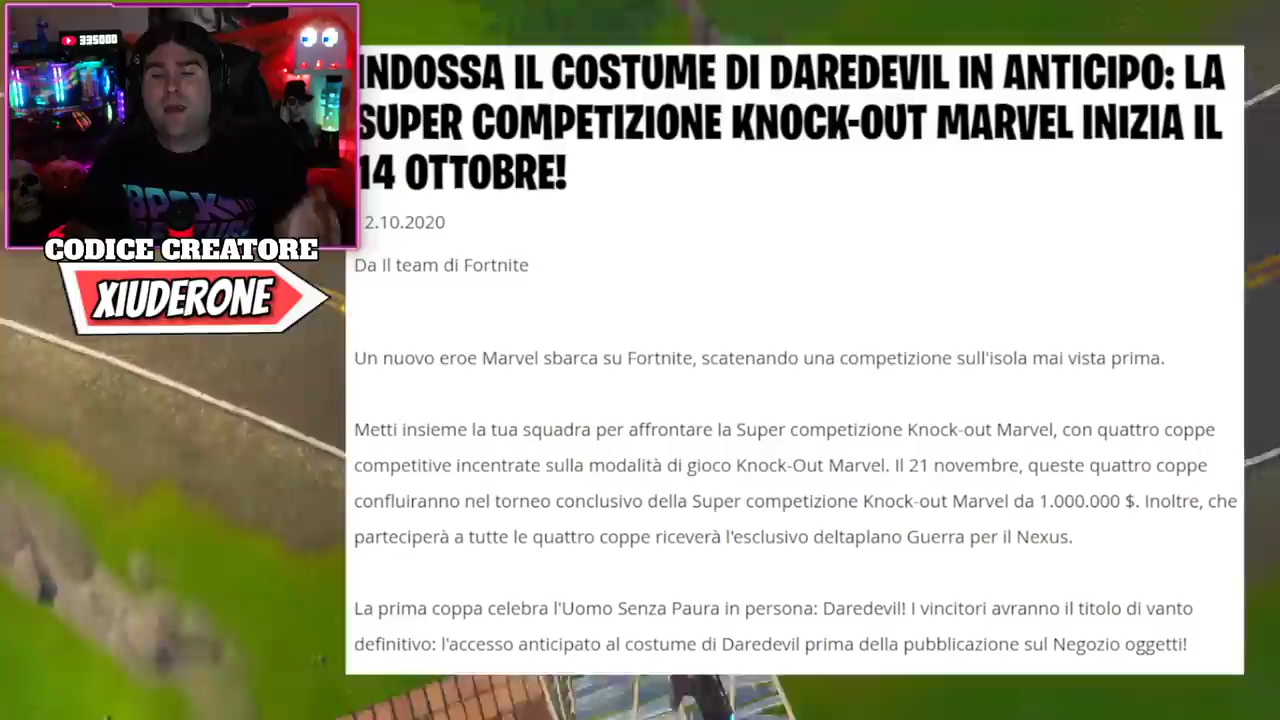 335000
INDOSSA IL COSTUME DI DAREDEVIL IN ANTICIPO: LA
SUPER COMPETIZIONE KNOCK-OUT MARVEL INIZIA IL
14 OTTOBRE!
2.10.2020
CODICE CREATORE
XIUDERONE
Da Il team di Fortnite
Un nuovo eroe Marvel sbarca su Fortnite, scatenando una competizione sull'isola mai vista prima.
Metti insieme la tua squadra per affrontare la Super competizione Knock-out Marvel, con quattro coppe
competitive incentrate sulla modalità di gioco Knock-Out Marvel. Il 21 novembre, queste quattro coppe
confluiranno nel torneo conclusivo della Super competizione Knock-out Marvel da 1.000.000 $. Inoltre, che
parteciperà a tutte le quattro coppe riceverà l'esclusivo deltaplano Guerra per il Nexus.
La prima coppa celebra l'Uomo Senza Paura in persona: Daredevil! I vincitori avranno il titolo di vanto
definitivo: l'accesso anticipato al costume di Daredevil prima della pubblicazione sul Negozio oggetti!